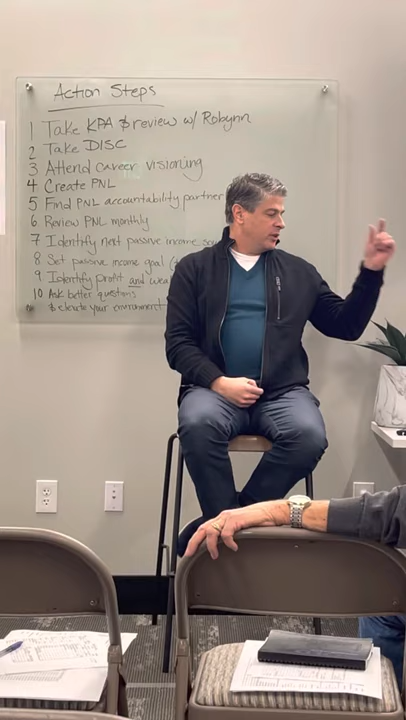 Action Steps
1 Take KPA & review w/ Robynn
2 Take DISC
3 Attend career visioning
4 Create PNL
5 Find PNL accountability partner
6 Review PNL monthly
7 Identify passive income
8 Set passive income goal
9 Identify profit and
10 Ask better questions
& elevate your environment